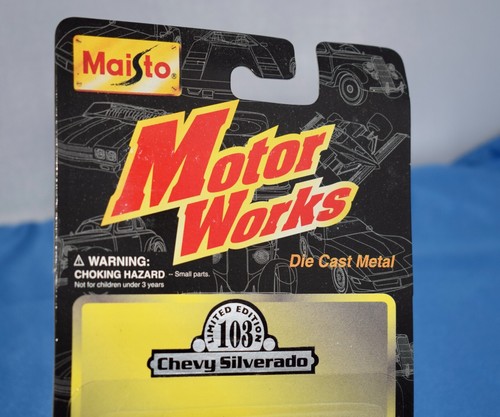 Maisto®
Motor
Works
⚠ WARNING:
CHOKING HAZARD -- Small parts.
Not for children under 3 years
Die Cast Metal
LIMITED EDITION
103
Chevy Silverado